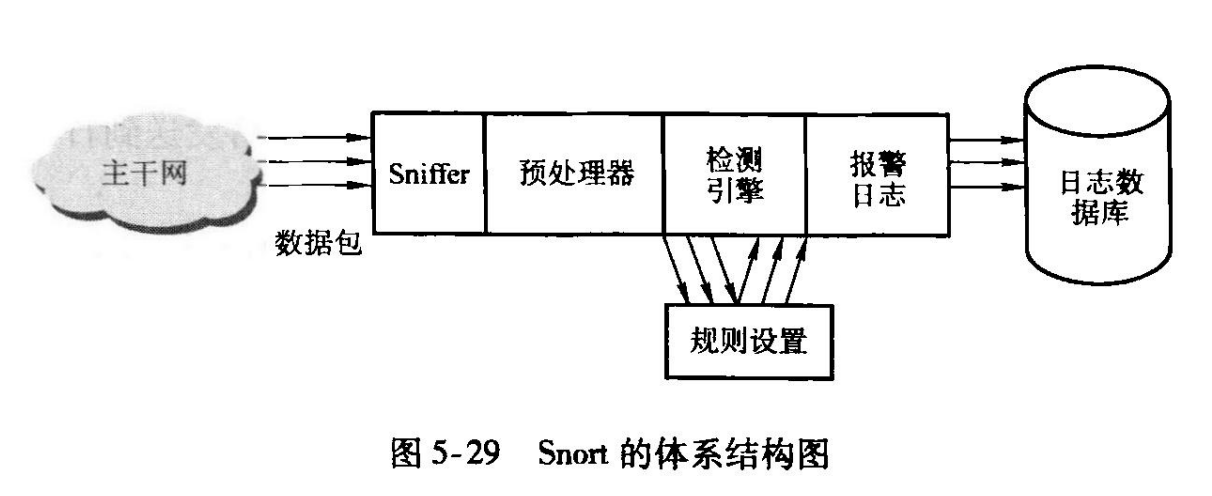 主干网
数据包
Sniffer
预处理器
检测
引擎
报警
日志
日志数
据库
规则设置
图 5-29 Snort 的体系结构图